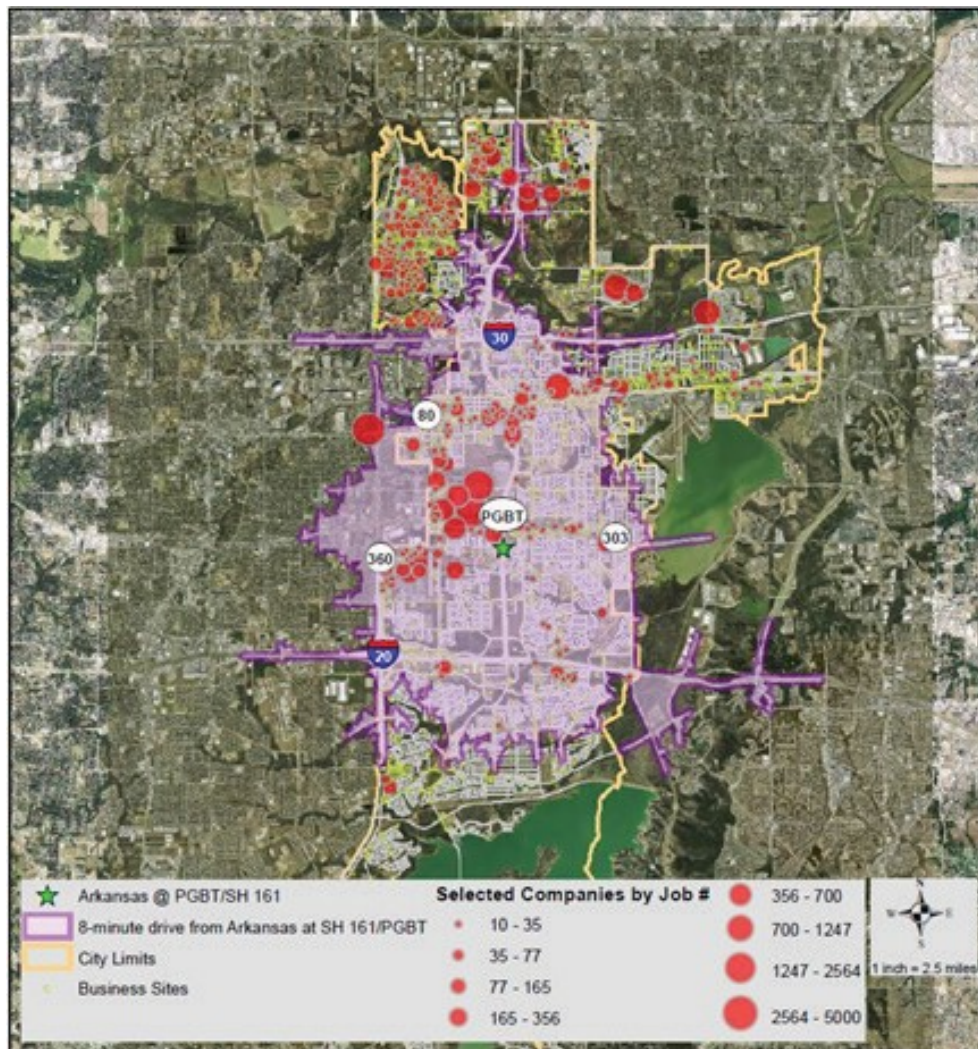 30
80
PGBT
303
360
20
Arkansas @ PGBT/SH 161
8-minute drive from Arkansas at SH 161/PGBT
City Limits
Business Sites
Selected Companies by Job #
10 - 35
35 - 77
77 - 165
165 - 356
356 - 700
700 - 1247
1247 - 2564
2564 - 5000
N
W
E
S
1 inch = 2.5 miles